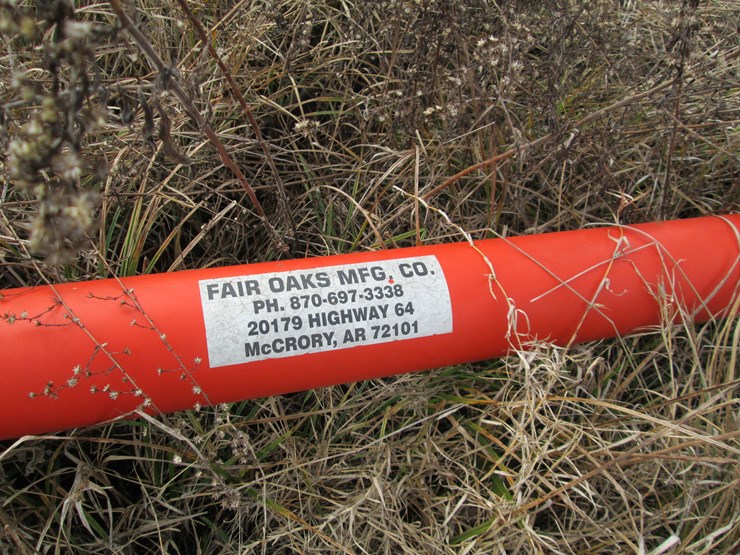 FAIR OAKS MFG. CO.
PH. 870-697-3338
20179 HIGHWAY 64
McCRORY, AR 72101